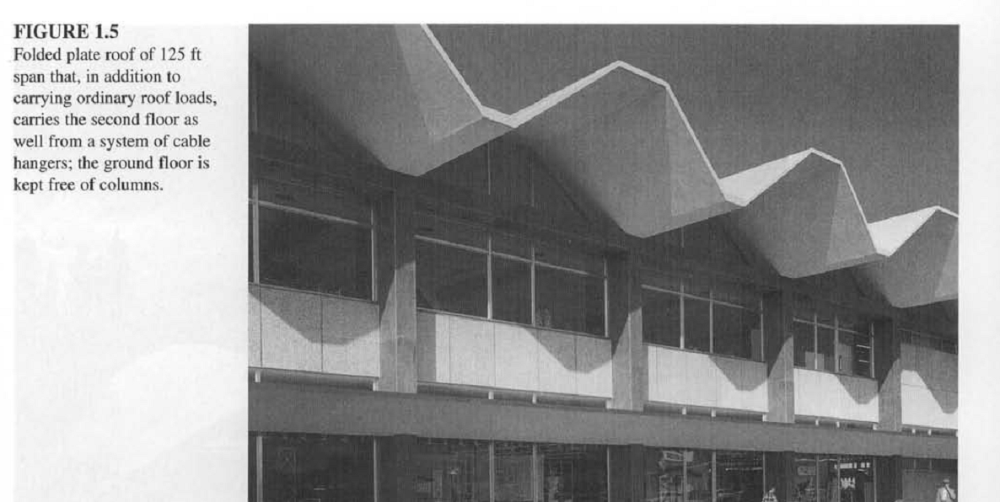 FIGURE 1.5
Folded plate roof of 125 ft
span that, in addition to
carrying ordinary roof loads,
carries the second floor as
well from a system of cable
hangers; the ground floor is
kept free of columns.